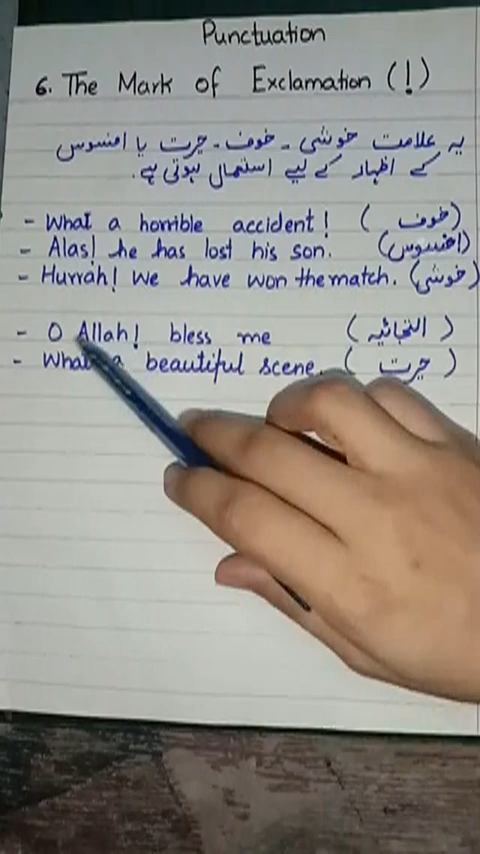 Punctuation
6. The Mark of Exclamation (!)
یہ علامت خوشی - خوف - حیرت یا افسوس
کے اظہار کے لیے استعمال ہوتی ہے.
- What a horrible accident! (خوف)
- Alas! he has lost his son. (افسوس)
- Hurrah! we have won the match. (خوشی)
- O Allah! bless me (التجائیہ)
- What a beautiful scene. (حیرت)